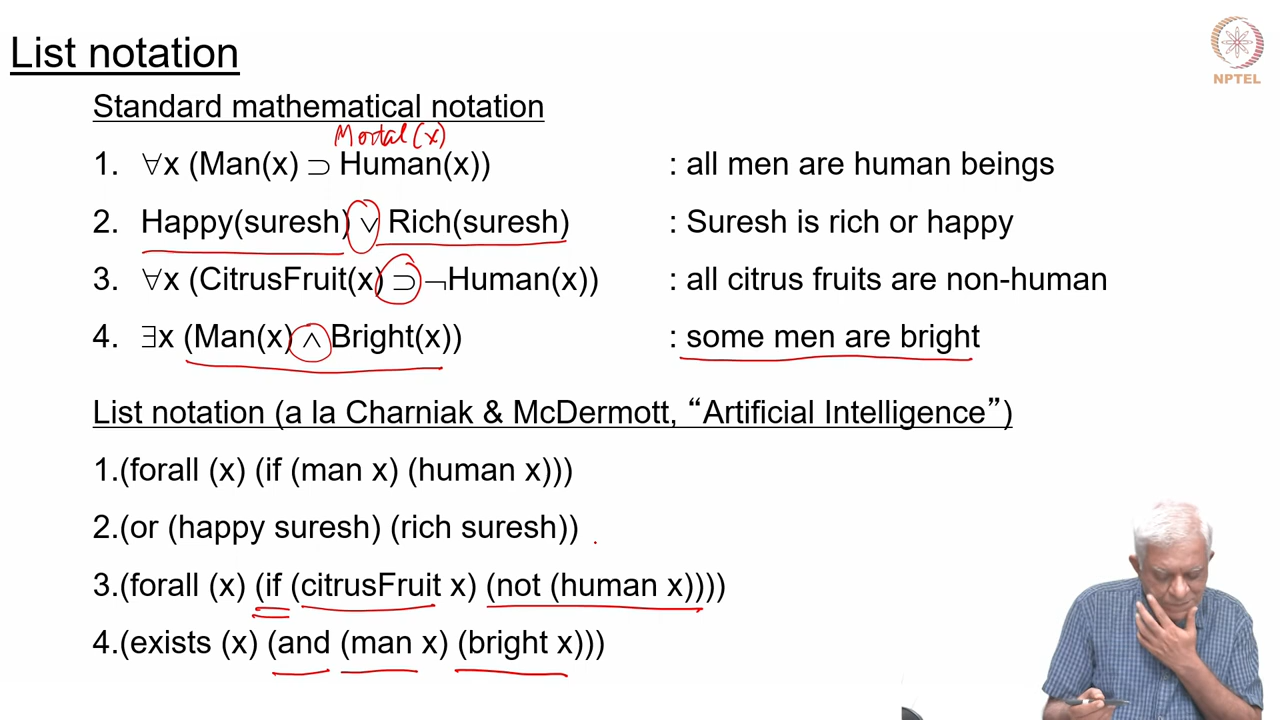 List notation
NPTEL
Standard mathematical notation
Mortal(x)
1. ∀x (Man(x) ⊃ Human(x)) : all men are human beings
2. Happy(suresh) ∨ Rich(suresh) : Suresh is rich or happy
3. ∀x (CitrusFruit(x) ⊃ ¬Human(x)) : all citrus fruits are non-human
4. ∃x (Man(x) ∧ Bright(x)) : some men are bright
List notation (a la Charniak & McDermott, “Artificial Intelligence”)
1.(forall (x) (if (man x) (human x)))
2.(or (happy suresh) (rich suresh))
3.(forall (x) (if (citrusFruit x) (not (human x))))
4.(exists (x) (and (man x) (bright x)))